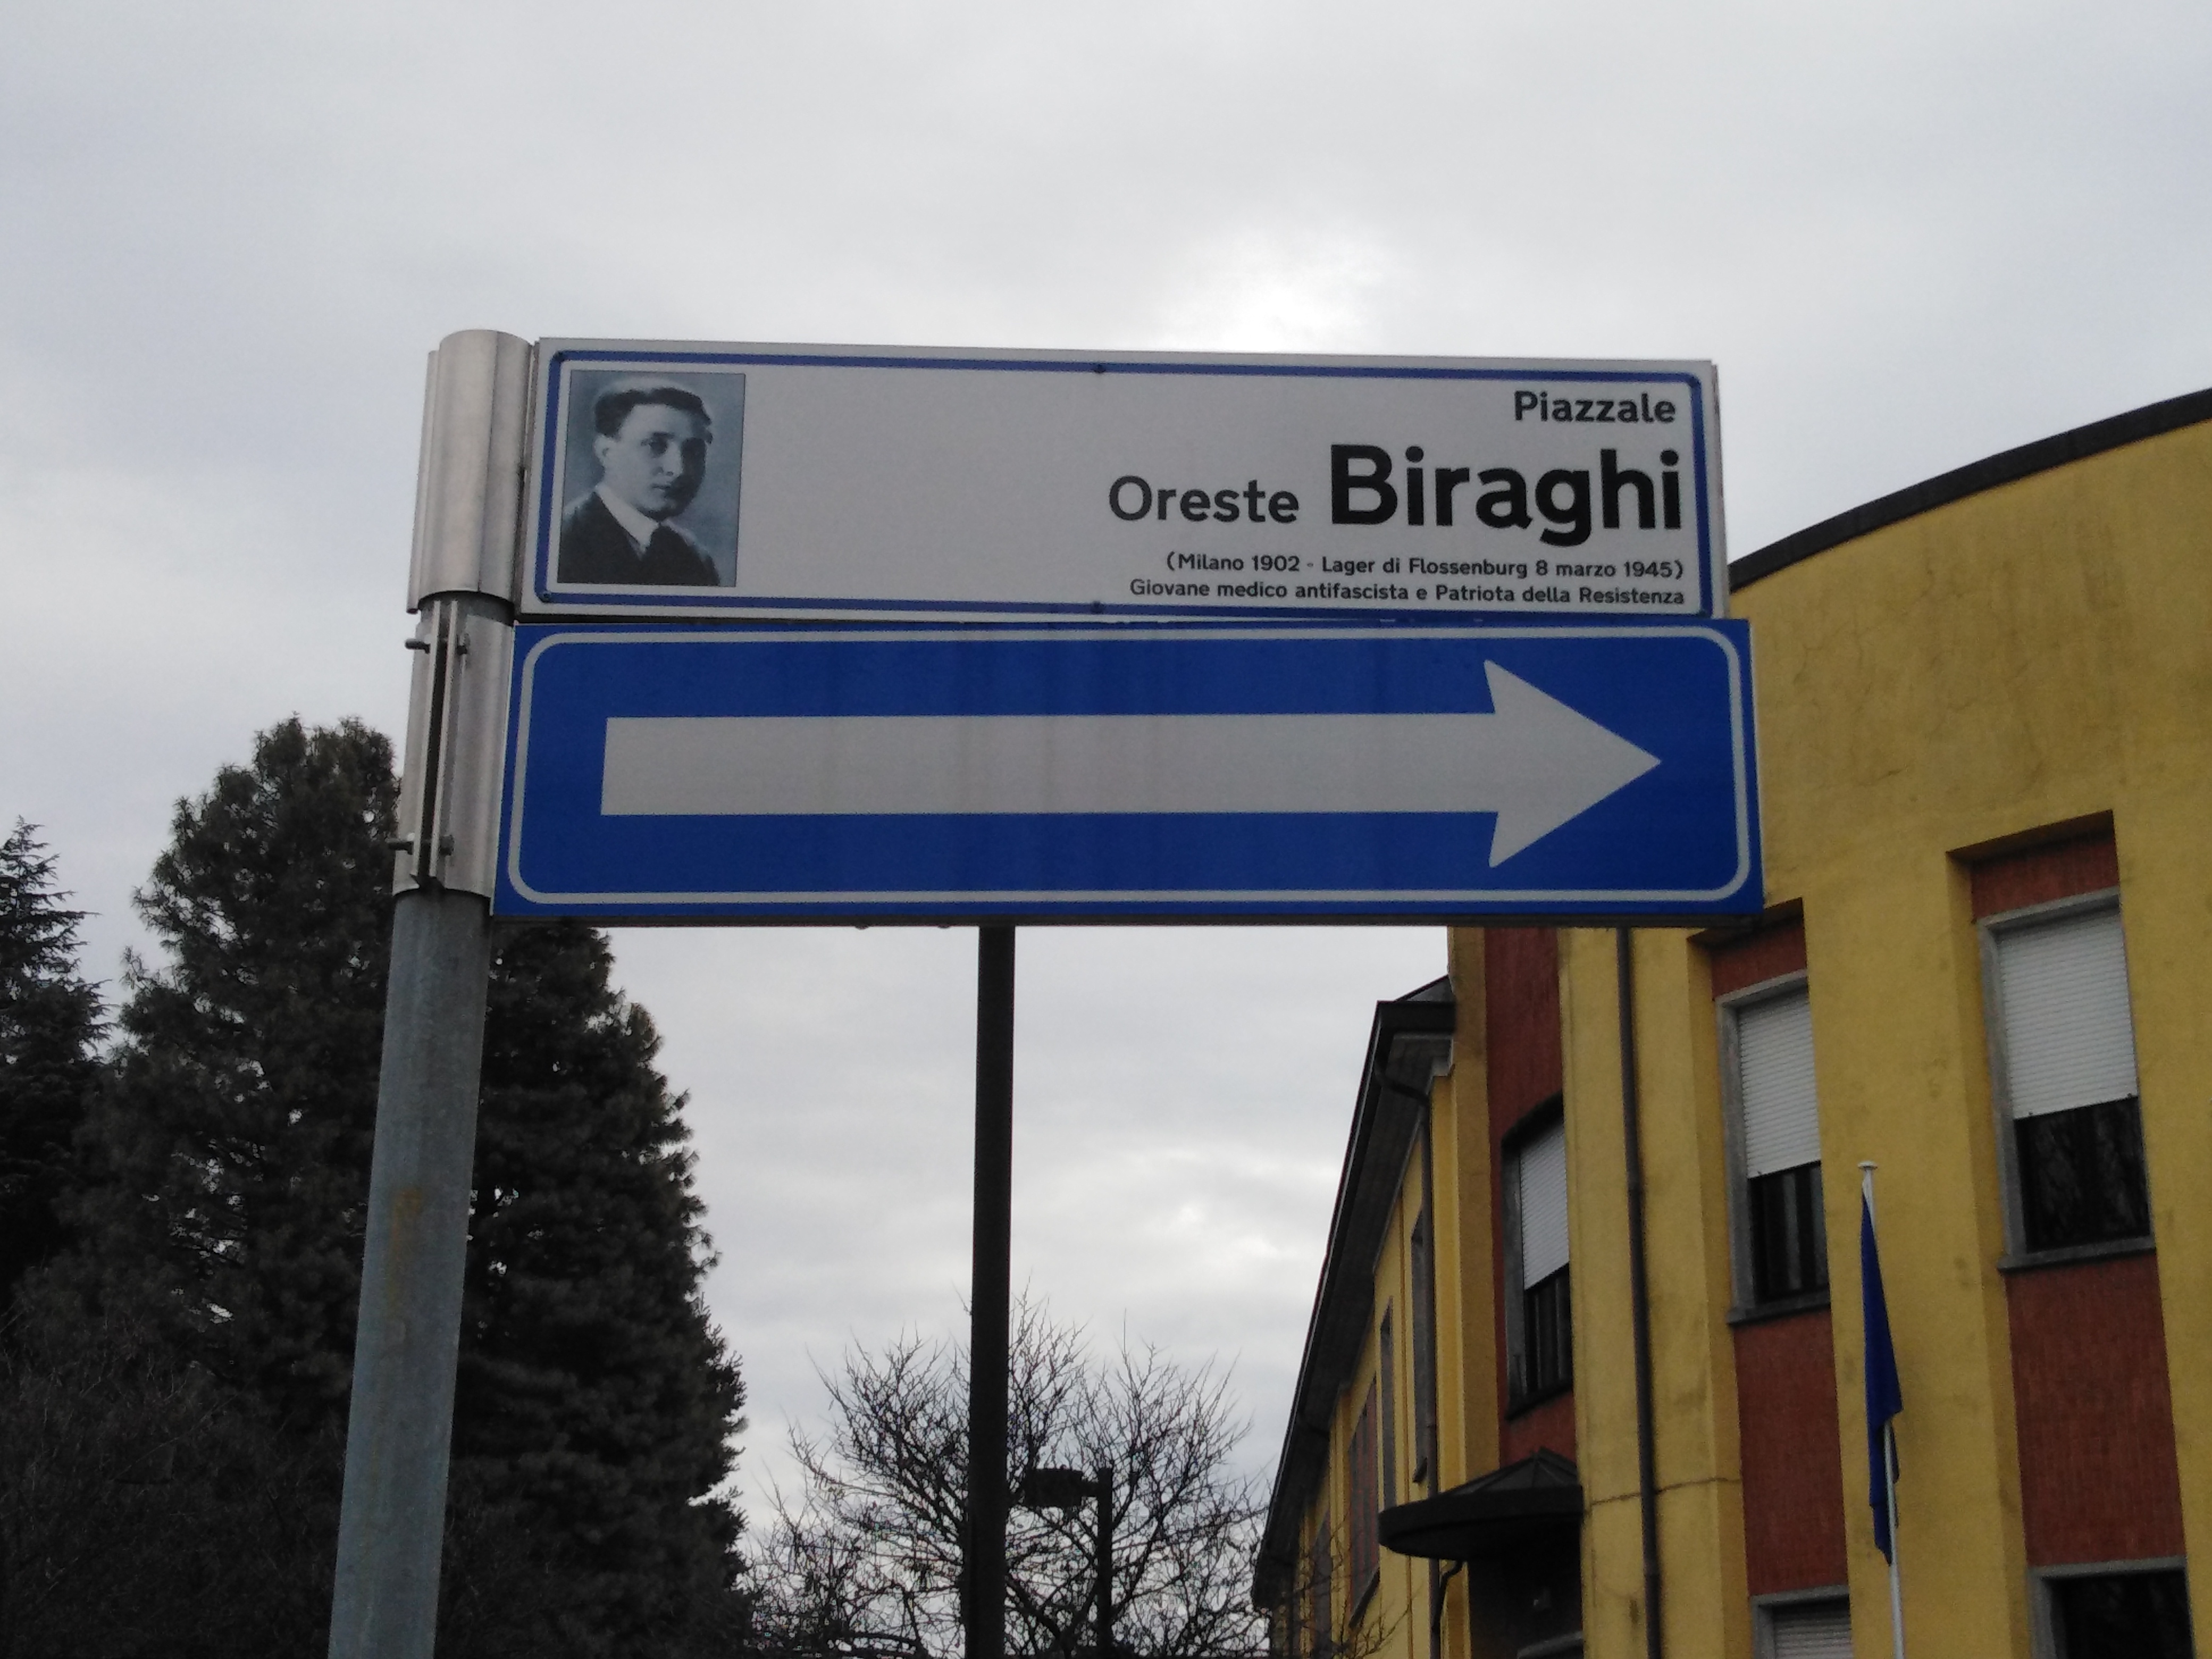 Piazzale
Oreste Biraghi
(Milano 1902 - Lager di Flossenburg 8 marzo 1945)
Giovane medico antifascista e Patriota della Resistenza